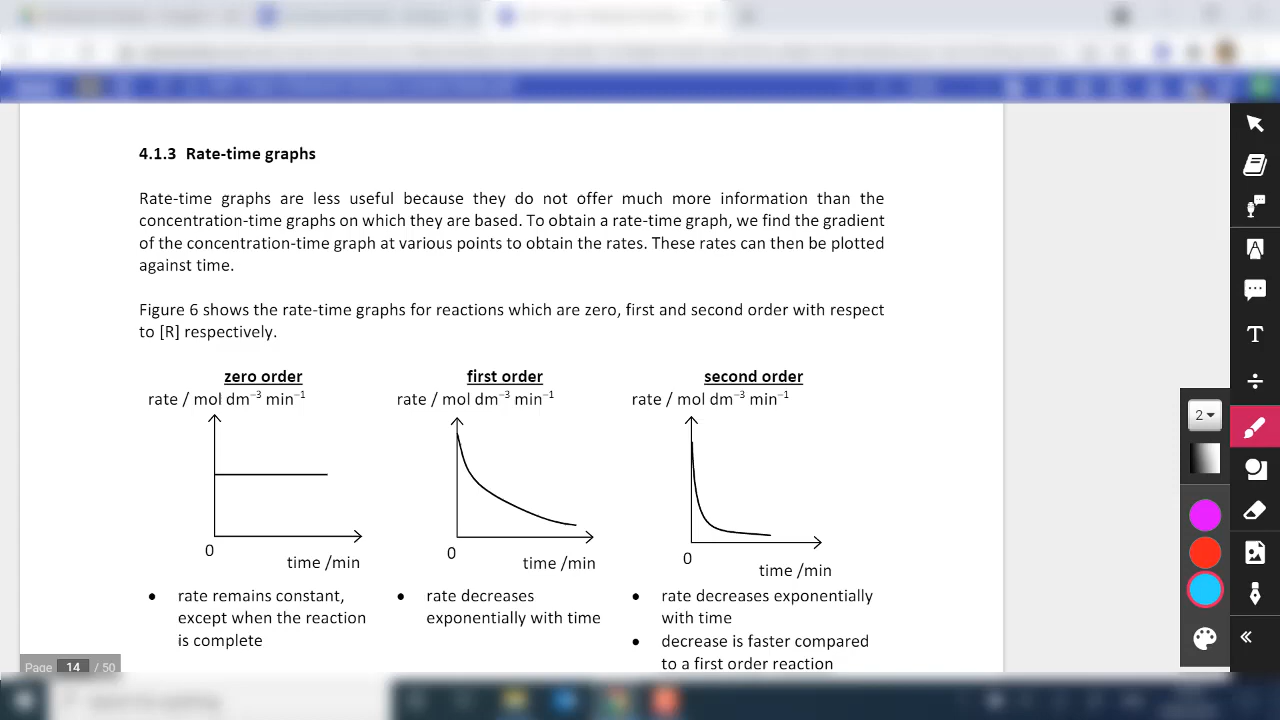 4.1.3 Rate-time graphs
Rate-time graphs are less useful because they do not offer much more information than the
concentration-time graphs on which they are based. To obtain a rate-time graph, we find the gradient
of the concentration-time graph at various points to obtain the rates. These rates can then be plotted
against time.
Figure 6 shows the rate-time graphs for reactions which are zero, first and second order with respect
to [R] respectively.
zero order
rate / mol dm⁻³ min⁻¹
0
time /min
• rate remains constant,
except when the reaction
is complete
first order
rate / mol dm⁻³ min⁻¹
0
time /min
• rate decreases
exponentially with time
second order
rate / mol dm⁻³ min⁻¹
0
time /min
• rate decreases exponentially
with time
• decrease is faster compared
to a first order reaction
Page 14 / 50
2
T